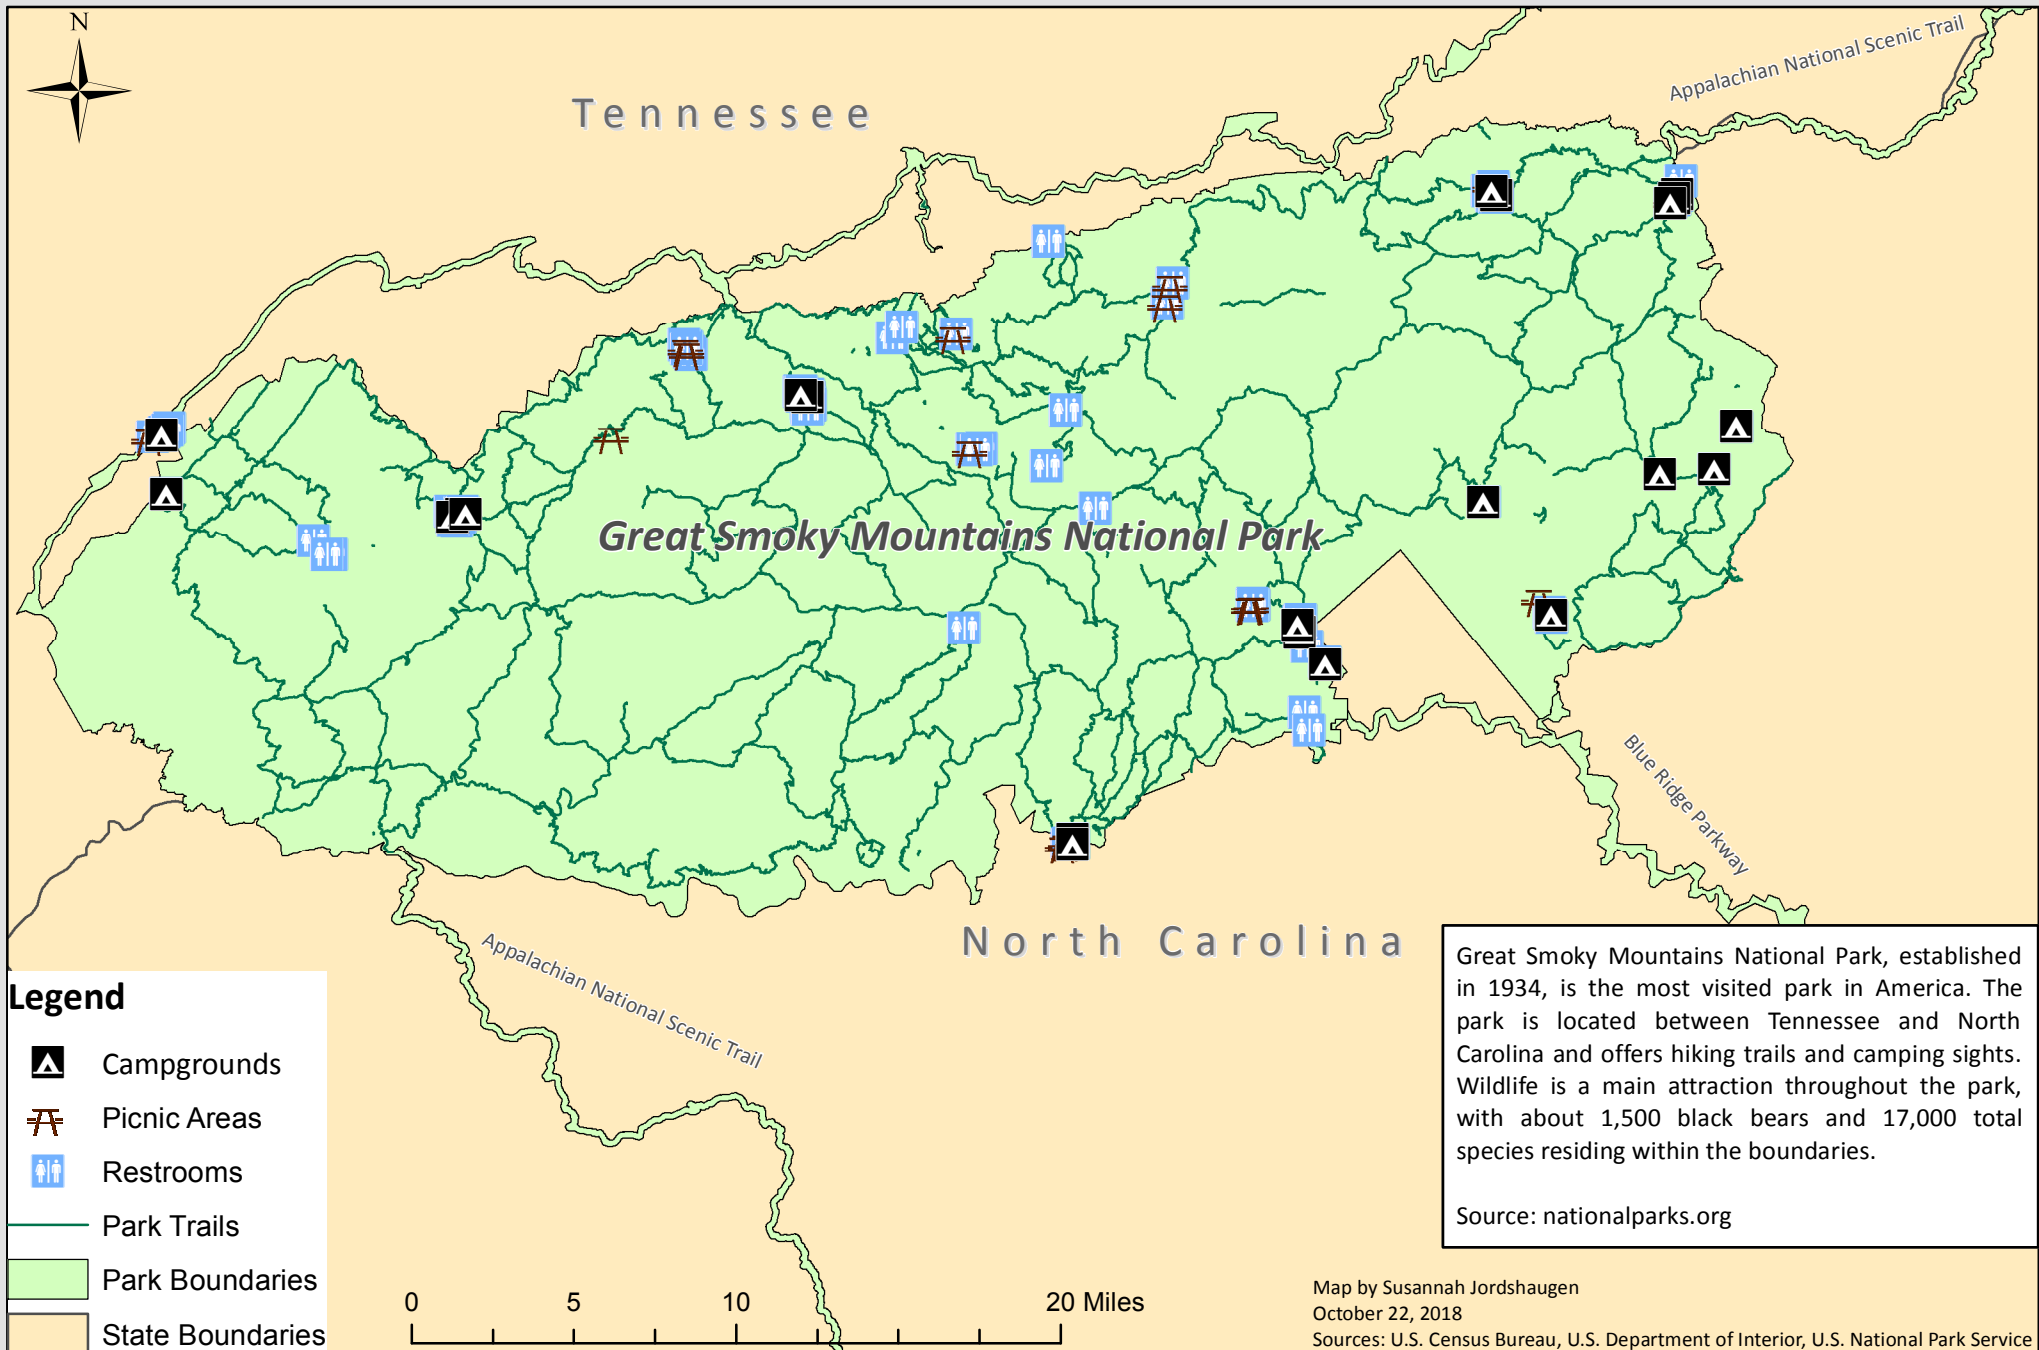 N
Tennessee
Appalachian National Scenic Trail
Great Smoky Mountains National Park
Blue Ridge Parkway
North Carolina
Appalachian National Scenic Trail
Legend
Campgrounds
Picnic Areas
Restrooms
Park Trails
Park Boundaries
State Boundaries
0 5 10 20 Miles
Great Smoky Mountains National Park, established
in 1934, is the most visited park in America. The
park is located between Tennessee and North
Carolina and offers hiking trails and camping sights.
Wildlife is a main attraction throughout the park,
with about 1,500 black bears and 17,000 total
species residing within the boundaries.
Source: nationalparks.org
Map by Susannah Jordshaugen
October 22, 2018
Sources: U.S. Census Bureau, U.S. Department of Interior, U.S. National Park Service